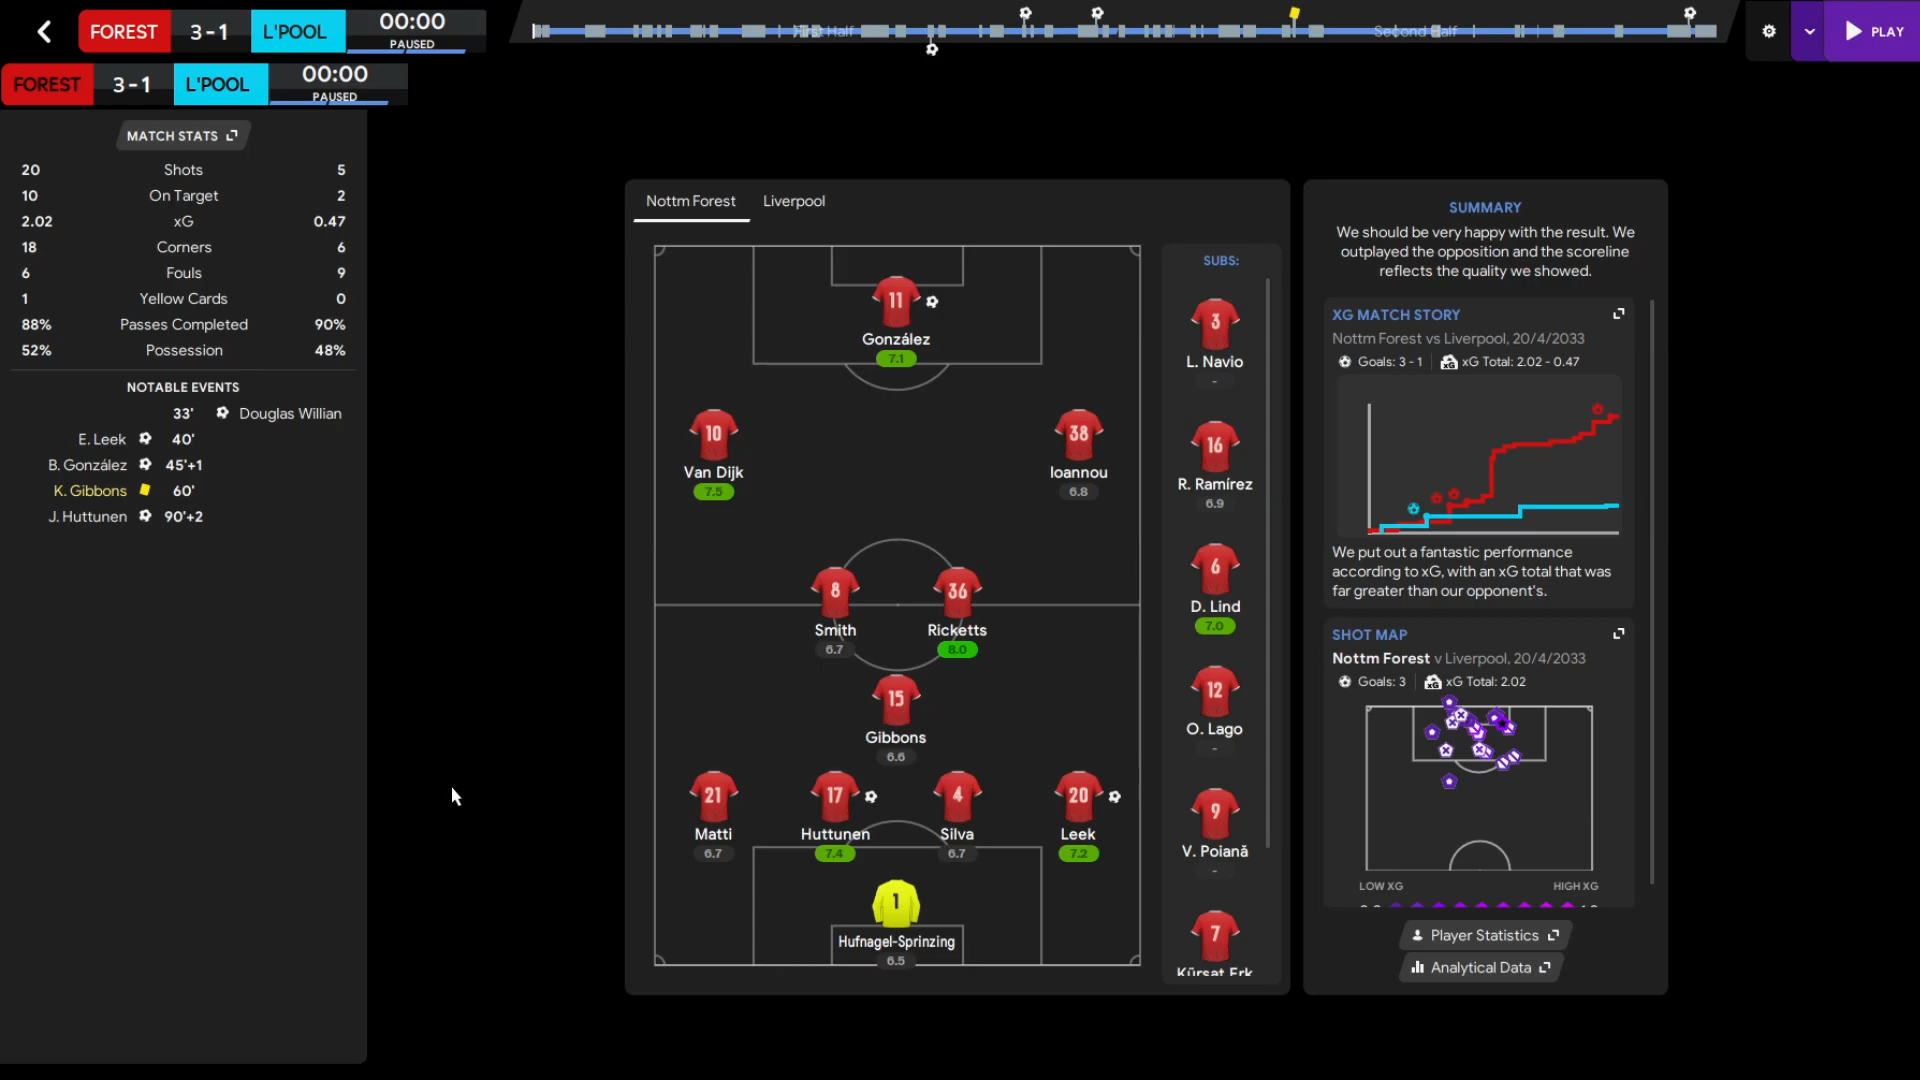 FOREST 3-1 L'POOL 00:00
PAUSED
First Half
Second Half
PLAY
FOREST 3-1 L'POOL 00:00
PAUSED
MATCH STATS
20 Shots 5
10 On Target 2
2.02 xG 0.47
18 Corners 6
6 Fouls 9
1 Yellow Cards 0
88% Passes Completed 90%
52% Possession 48%
NOTABLE EVENTS
33' Douglas Willian
E. Leek 40'
B. González 45'+1
K. Gibbons 60'
J. Huttunen 90'+2
Nottm Forest Liverpool
11
González
7.1
10
Van Dijk
7.5
38
Ioannou
6.8
8
Smith
6.7
36
Ricketts
8.0
15
Gibbons
6.6
21
Matti
6.7
17
Huttunen
7.4
4
Silva
6.7
20
Leek
7.2
1
Hufnagel-Sprinzing
6.5
SUBS:
3
L. Navio
-
16
R. Ramírez
6.9
6
D. Lind
7.0
12
O. Lago
-
9
V. Poiană
-
7
Kürşat Erk
SUMMARY
We should be very happy with the result. We
outplayed the opposition and the scoreline
reflects the quality we showed.
XG MATCH STORY
Nottm Forest vs Liverpool, 20/4/2033
Goals: 3 - 1 xG xG Total: 2.02 - 0.47
We put out a fantastic performance
according to xG, with an xG total that was
far greater than our opponent's.
SHOT MAP
Nottm Forest v Liverpool, 20/4/2033
Goals: 3 xG xG Total: 2.02
LOW XG HIGH XG
Player Statistics
Analytical Data